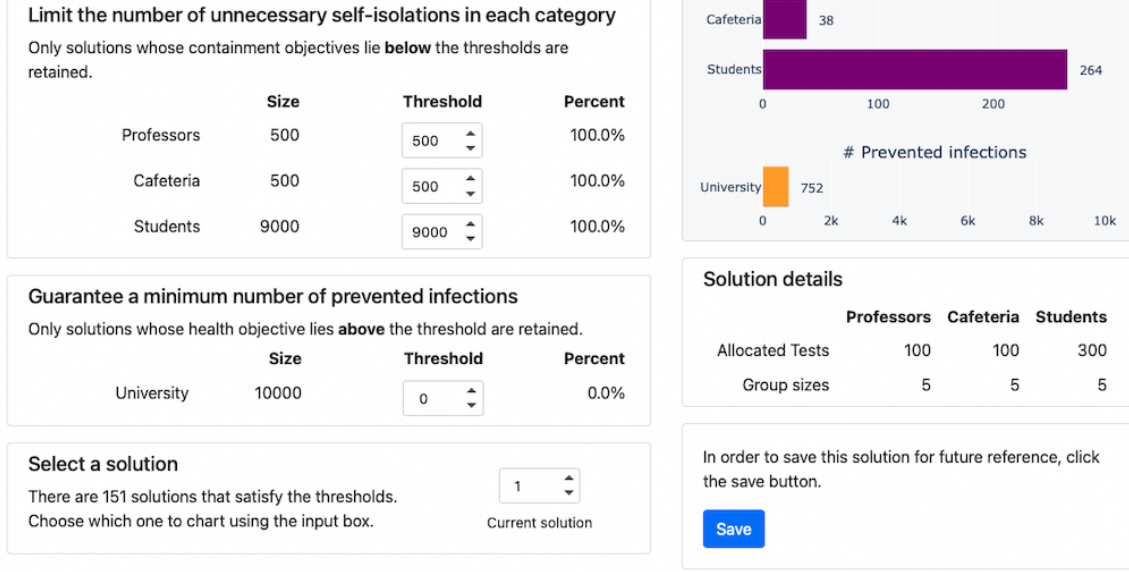 Limit the number of unnecessary self-isolations in each category
Only solutions whose containment objectives lie below the thresholds are
retained.
Size Threshold Percent
Professors 500 500 100.0%
Cafeteria 500 500 100.0%
Students 9000 9000 100.0%
Guarantee a minimum number of prevented infections
Only solutions whose health objective lies above the threshold are retained.
Size Threshold Percent
University 10000 0 0.0%
Select a solution
There are 151 solutions that satisfy the thresholds.
Choose which one to chart using the input box.
1
Current solution
Cafeteria 38
Students 264
0 100 200
# Prevented infections
University 752
0 2k 4k 6k 8k 10k
Solution details
Professors Cafeteria Students
Allocated Tests 100 100 300
Group sizes 5 5 5
In order to save this solution for future reference, click
the save button.
Save